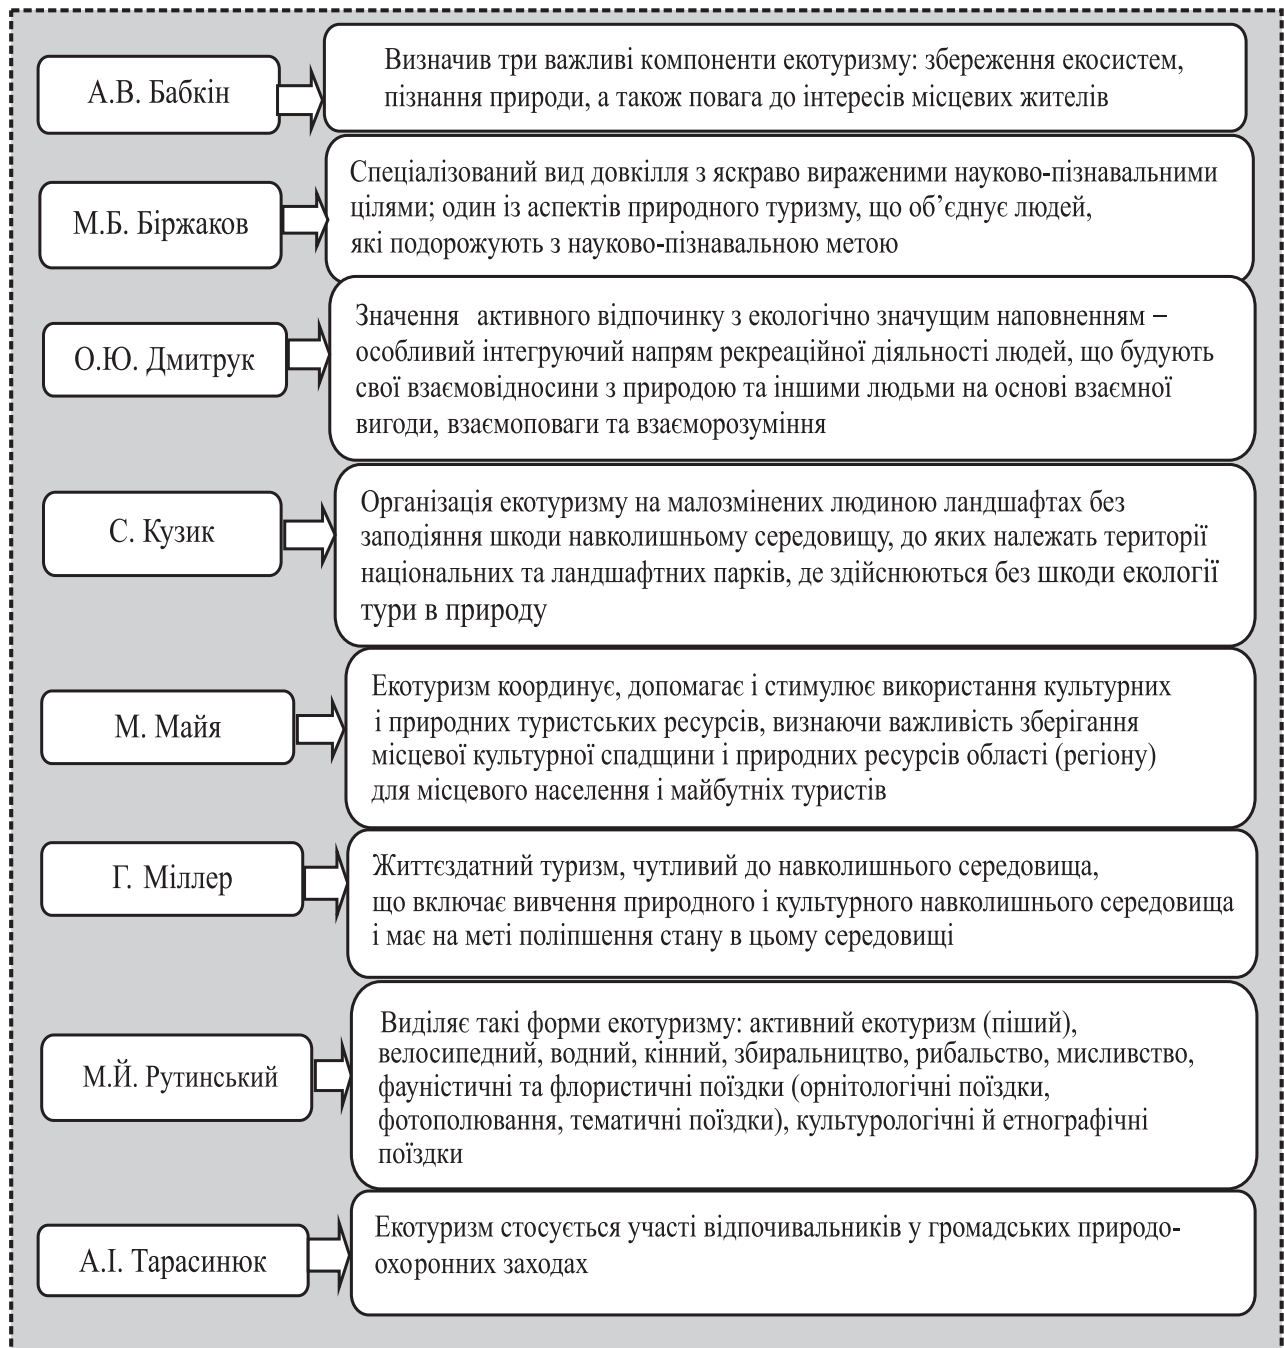 А.В. Бабкін
Визначив три важливі компоненти екотуризму: збереження екосистем,
пізнання природи, а також повага до інтересів місцевих жителів
М.Б. Біржаков
Спеціалізований вид довкілля з яскраво вираженими науково-пізнавальними
цілями; один із аспектів природного туризму, що об’єднує людей,
які подорожують з науково-пізнавальною метою
О.Ю. Дмитрук
Значення активного відпочинку з екологічно значущим наповненням –
особливий інтегруючий напрям рекреаційної діяльності людей, що будують
свої взаємовідносини з природою та іншими людьми на основі взаємної
вигоди, взаємоповаги та взаєморозуміння
С. Кузик
Організація екотуризму на малозмінених людиною ландшафтах без
заподіяння шкоди навколишньому середовищу, до яких належать території
національних та ландшафтних парків, де здійснюються без шкоди екології
тури в природу
М. Майя
Екотуризм координує, допомагає і стимулює використання культурних
і природних туристських ресурсів, визнаючи важливість зберігання
місцевої культурної спадщини і природних ресурсів області (регіону)
для місцевого населення і майбутніх туристів
Г. Міллер
Життєздатний туризм, чутливий до навколишнього середовища,
що включає вивчення природного і культурного навколишнього середовища
і має на меті поліпшення стану в цьому середовищі
М.Й. Рутинський
Виділяє такі форми екотуризму: активний екотуризм (піший),
велосипедний, водний, кінний, збиральництво, рибальство, мисливство,
фауністичні та флористичні поїздки (орнітологічні поїздки,
фотополювання, тематичні поїздки), культурологічні й етнографічні
поїздки
А.І. Тарасинюк
Екотуризм стосується участі відпочивальників у громадських природо-
охоронних заходах